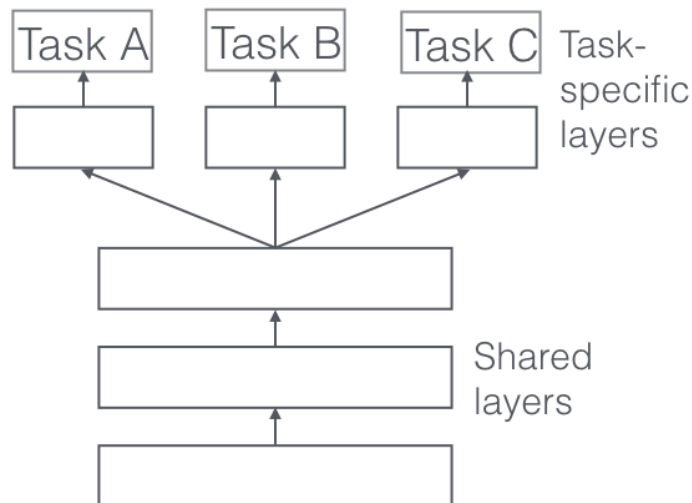 Task A
Task B
Task C
Task-
specific
layers
Shared
layers